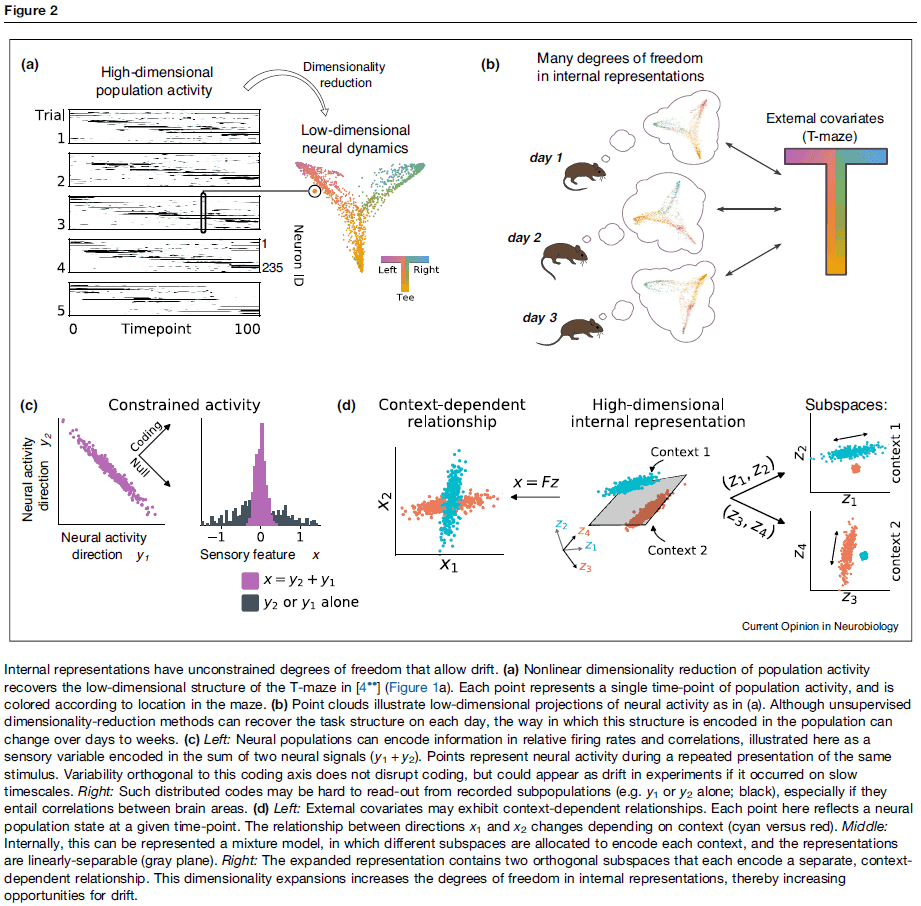 Figure 2
(a)
High-dimensional
population activity
Dimensionality
reduction
Trial
1
2
3
4
5
0
Timepoint
100
1
235
Neuron ID
Low-dimensional
neural dynamics
Left
Right
Tee
(b)
Many degrees of freedom
in internal representations
day 1
day 2
day 3
External covariates
(T-maze)
(c)
Constrained activity
Neural activity
direction y₂
Coding
Null
Neural activity
direction y₁
−1 0 1
Sensory feature x
x = y₂ + y₁
y₂ or y₁ alone
(d)
Context-dependent
relationship
x₂
x₁
x = Fz
High-dimensional
internal representation
Context 1
Context 2
z₂
z₄
z₁
z₃
(z₁, z₂)
(z₃, z₄)
Subspaces:
z₂
z₁
context 1
z₄
z₃
context 2
Current Opinion in Neurobiology
Internal representations have unconstrained degrees of freedom that allow drift. (a) Nonlinear dimensionality reduction of population activity
recovers the low-dimensional structure of the T-maze in [4••] (Figure 1a). Each point represents a single time-point of population activity, and is
colored according to location in the maze. (b) Point clouds illustrate low-dimensional projections of neural activity as in (a). Although unsupervised
dimensionality-reduction methods can recover the task structure on each day, the way in which this structure is encoded in the population can
change over days to weeks. (c) Left: Neural populations can encode information in relative firing rates and correlations, illustrated here as a
sensory variable encoded in the sum of two neural signals (y₁ + y₂). Points represent neural activity during a repeated presentation of the same
stimulus. Variability orthogonal to this coding axis does not disrupt coding, but could appear as drift in experiments if it occurred on slow
timescales. Right: Such distributed codes may be hard to read-out from recorded subpopulations (e.g. y₁ or y₂ alone; black), especially if they
entail correlations between brain areas. (d) Left: External covariates may exhibit context-dependent relationships. Each point here reflects a neural
population state at a given time-point. The relationship between directions x₁ and x₂ changes depending on context (cyan versus red). Middle:
Internally, this can be represented a mixture model, in which different subspaces are allocated to encode each context, and the representations
are linearly-separable (gray plane). Right: The expanded representation contains two orthogonal subspaces that each encode a separate, context-
dependent relationship. This dimensionality expansions increases the degrees of freedom in internal representations, thereby increasing
opportunities for drift.